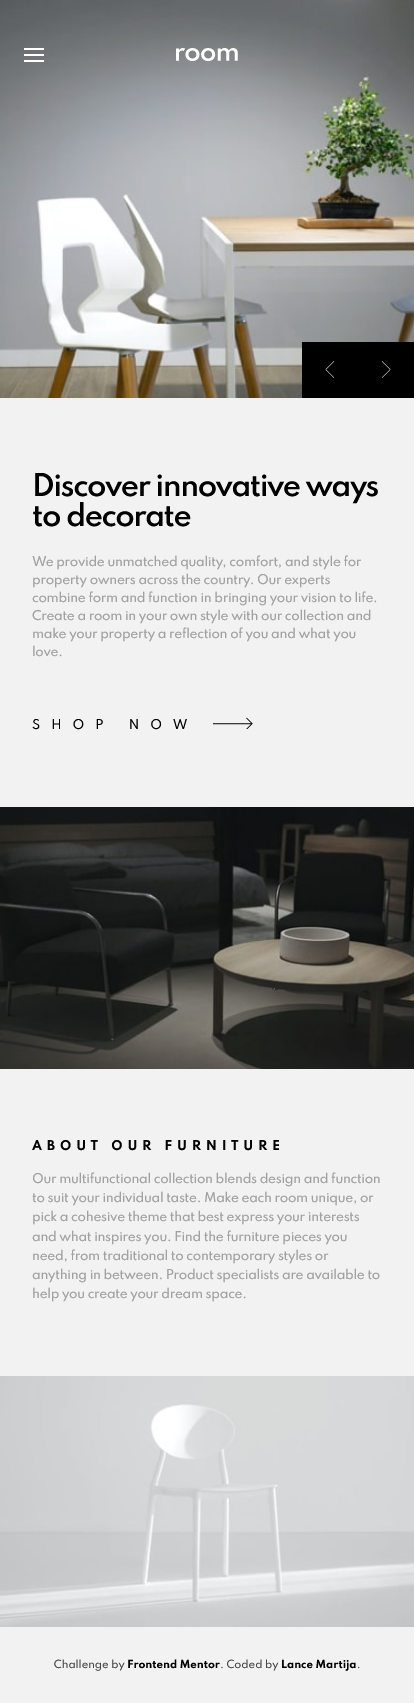 room
Discover innovative ways
to decorate
We provide unmatched quality, comfort, and style for
property owners across the country. Our experts
combine form and function in bringing your vision to life.
Create a room in your own style with our collection and
make your property a reflection of you and what you
love.
SHOP NOW
ABOUT OUR FURNITURE
Our multifunctional collection blends design and function
to suit your individual taste. Make each room unique, or
pick a cohesive theme that best express your interests
and what inspires you. Find the furniture pieces you
need, from traditional to contemporary styles or
anything in between. Product specialists are available to
help you create your dream space.
Challenge by Frontend Mentor. Coded by Lance Martija.